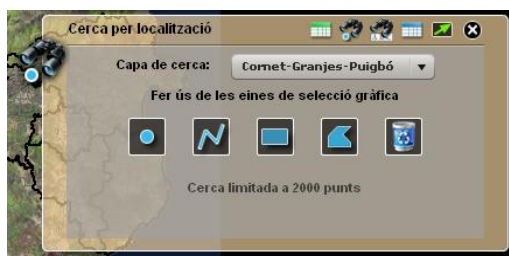 Cerca per localització
Capa de cerca: Cornet-Granjes-Puigbó
Fer ús de les eines de selecció gràfica
Cerca limitada a 2000 punts